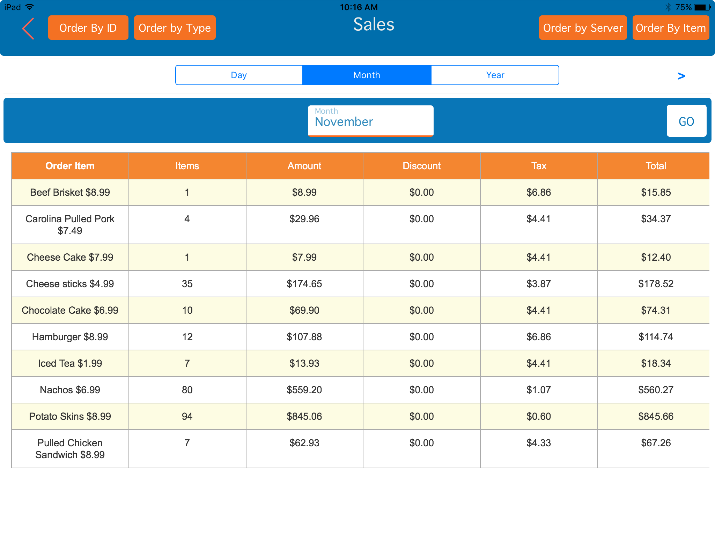 iPad 10:16 AM 75%
Order By ID Order by Type Sales Order by Server Order By Item
Day Month Year >
Month
November GO
Order Item Items Amount Discount Tax Total
Beef Brisket $8.99 1 $8.99 $0.00 $6.86 $15.85
Carolina Pulled Pork 4 $29.96 $0.00 $4.41 $34.37
$7.49
Cheese Cake $7.99 1 $7.99 $0.00 $4.41 $12.40
Cheese sticks $4.99 35 $174.65 $0.00 $3.87 $178.52
Chocolate Cake $6.99 10 $69.90 $0.00 $4.41 $74.31
Hamburger $8.99 12 $107.88 $0.00 $6.86 $114.74
Iced Tea $1.99 7 $13.93 $0.00 $4.41 $18.34
Nachos $6.99 80 $559.20 $0.00 $1.07 $560.27
Potato Skins $8.99 94 $845.06 $0.00 $0.60 $845.66
Pulled Chicken 7 $62.93 $0.00 $4.33 $67.26
Sandwich $8.99